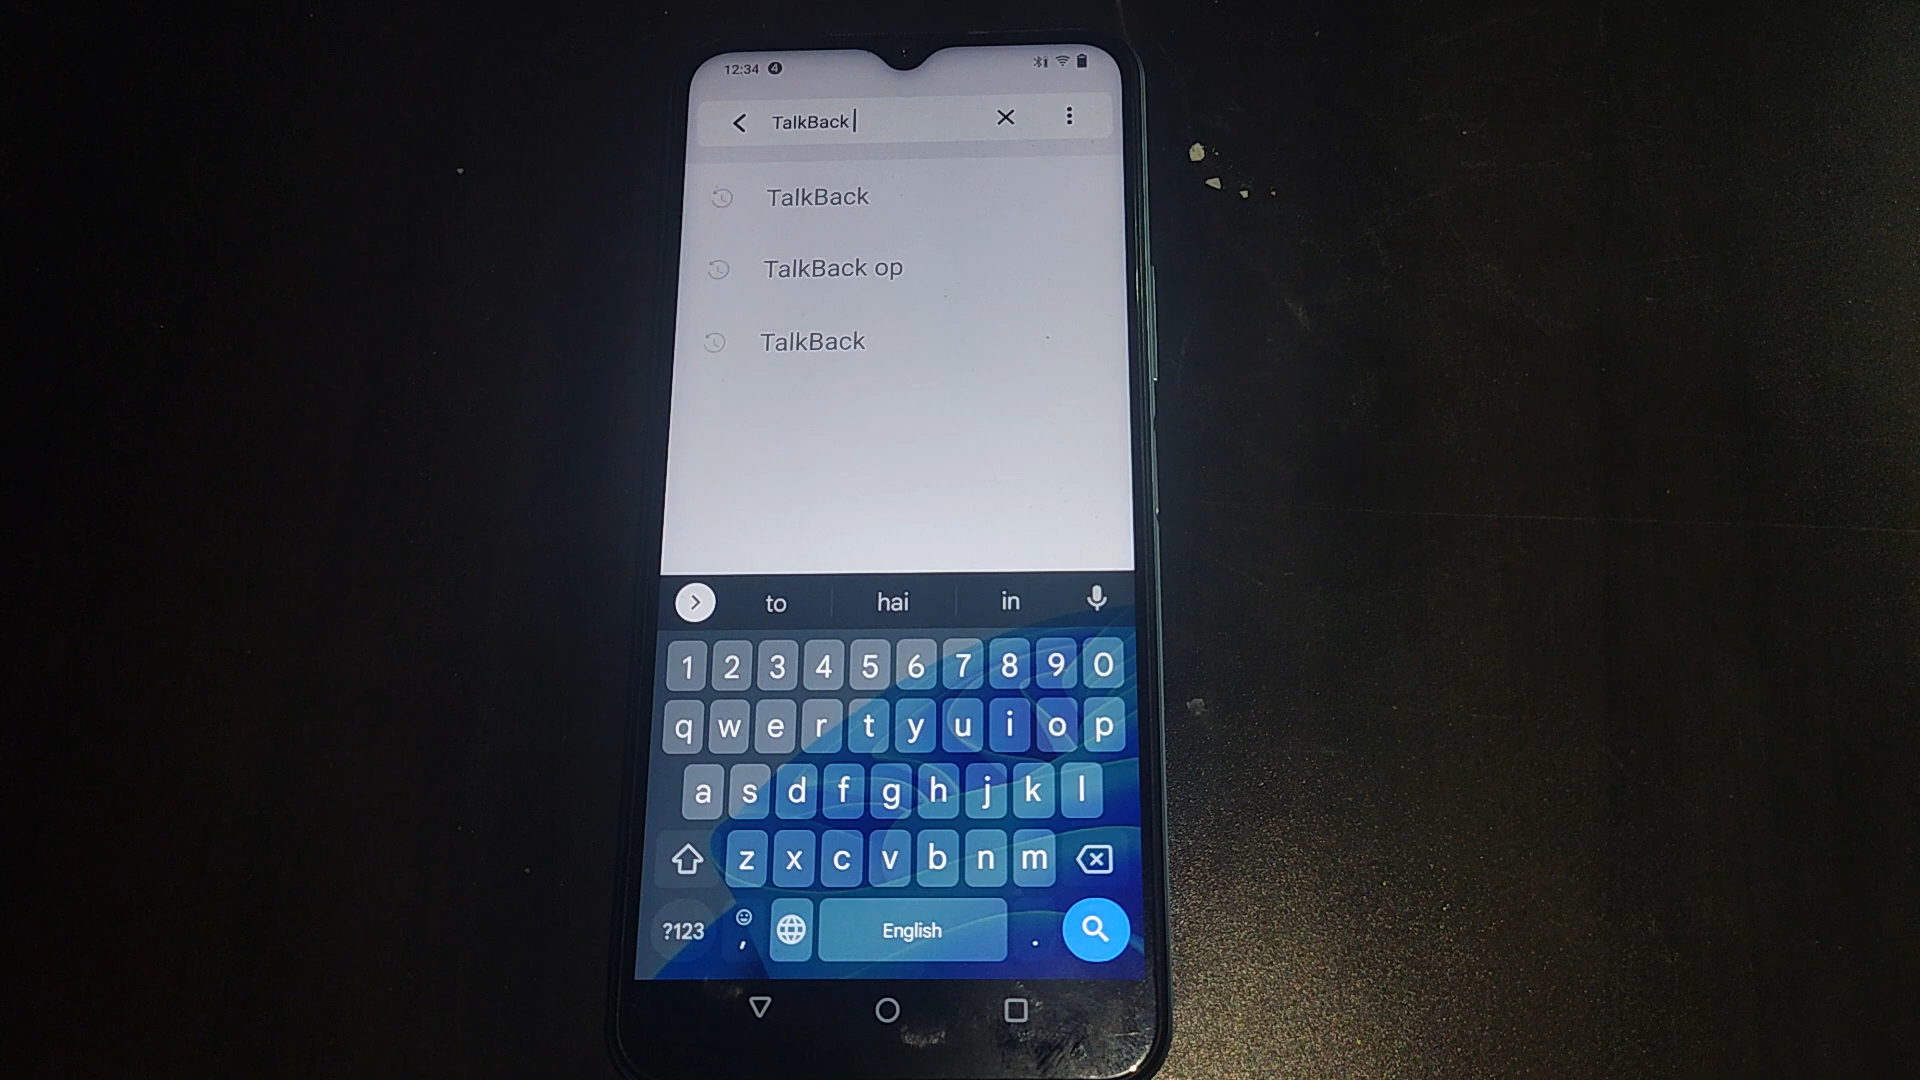 12:34 4
TalkBack
TalkBack
TalkBack op
TalkBack
to hai in
1 2 3 4 5 6 7 8 9 0
q w e r t y u i o p
a s d f g h j k l
z x c v b n m
?123 , English .